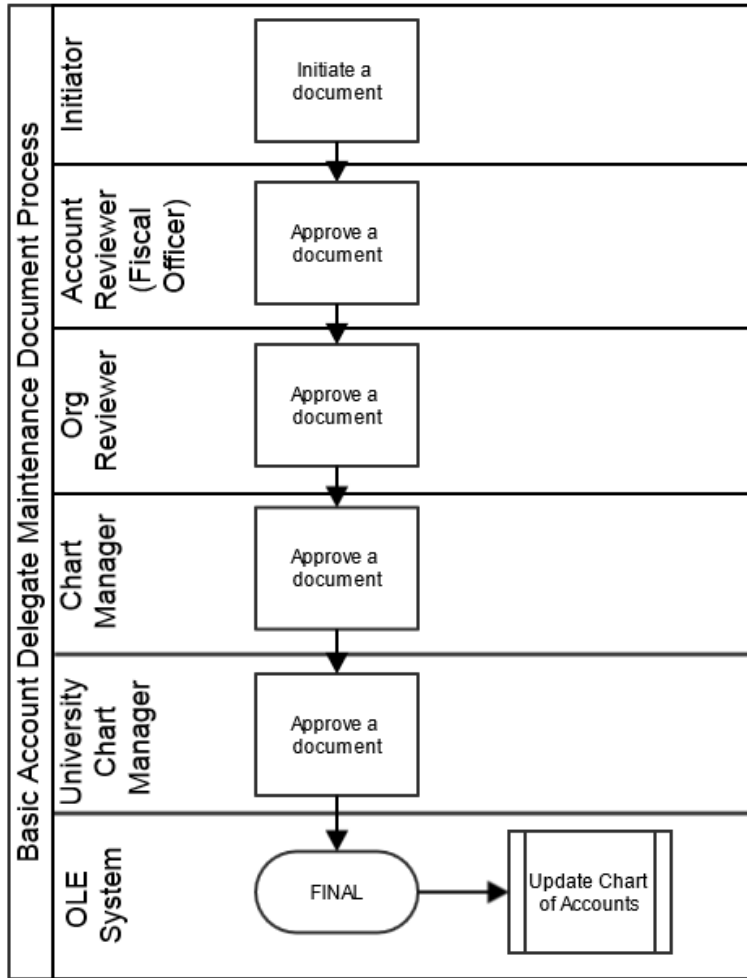 Basic Account Delegate Maintenance Document Process
Initiator
Initiate a
document
Account
Reviewer
(Fiscal
Officer)
Approve a
document
Org
Reviewer
Approve a
document
Chart
Manager
Approve a
document
University
Chart
Manager
Approve a
document
OLE
System
FINAL
Update Chart
of Accounts